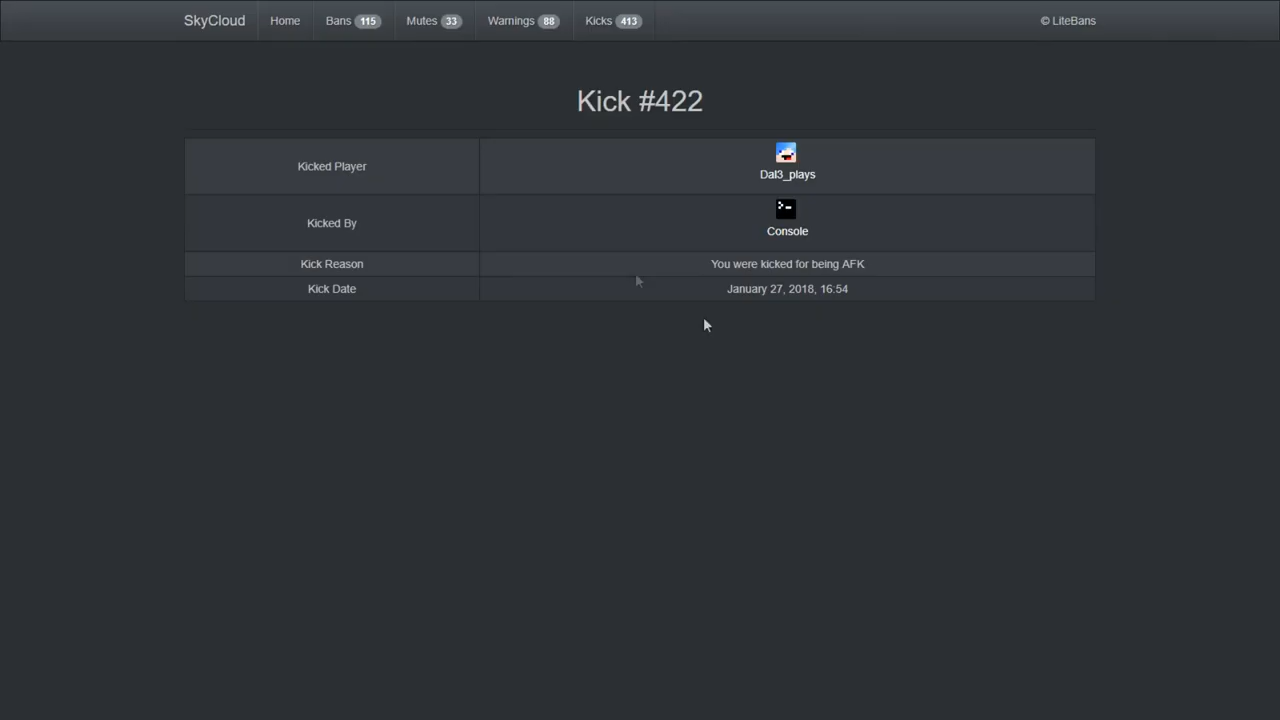 SkyCloud Home Bans 115 Mutes 33 Warnings 88 Kicks 413 © LiteBans
Kick #422
Kicked Player Dal3_plays
Kicked By Console
Kick Reason You were kicked for being AFK
Kick Date January 27, 2018, 16:54